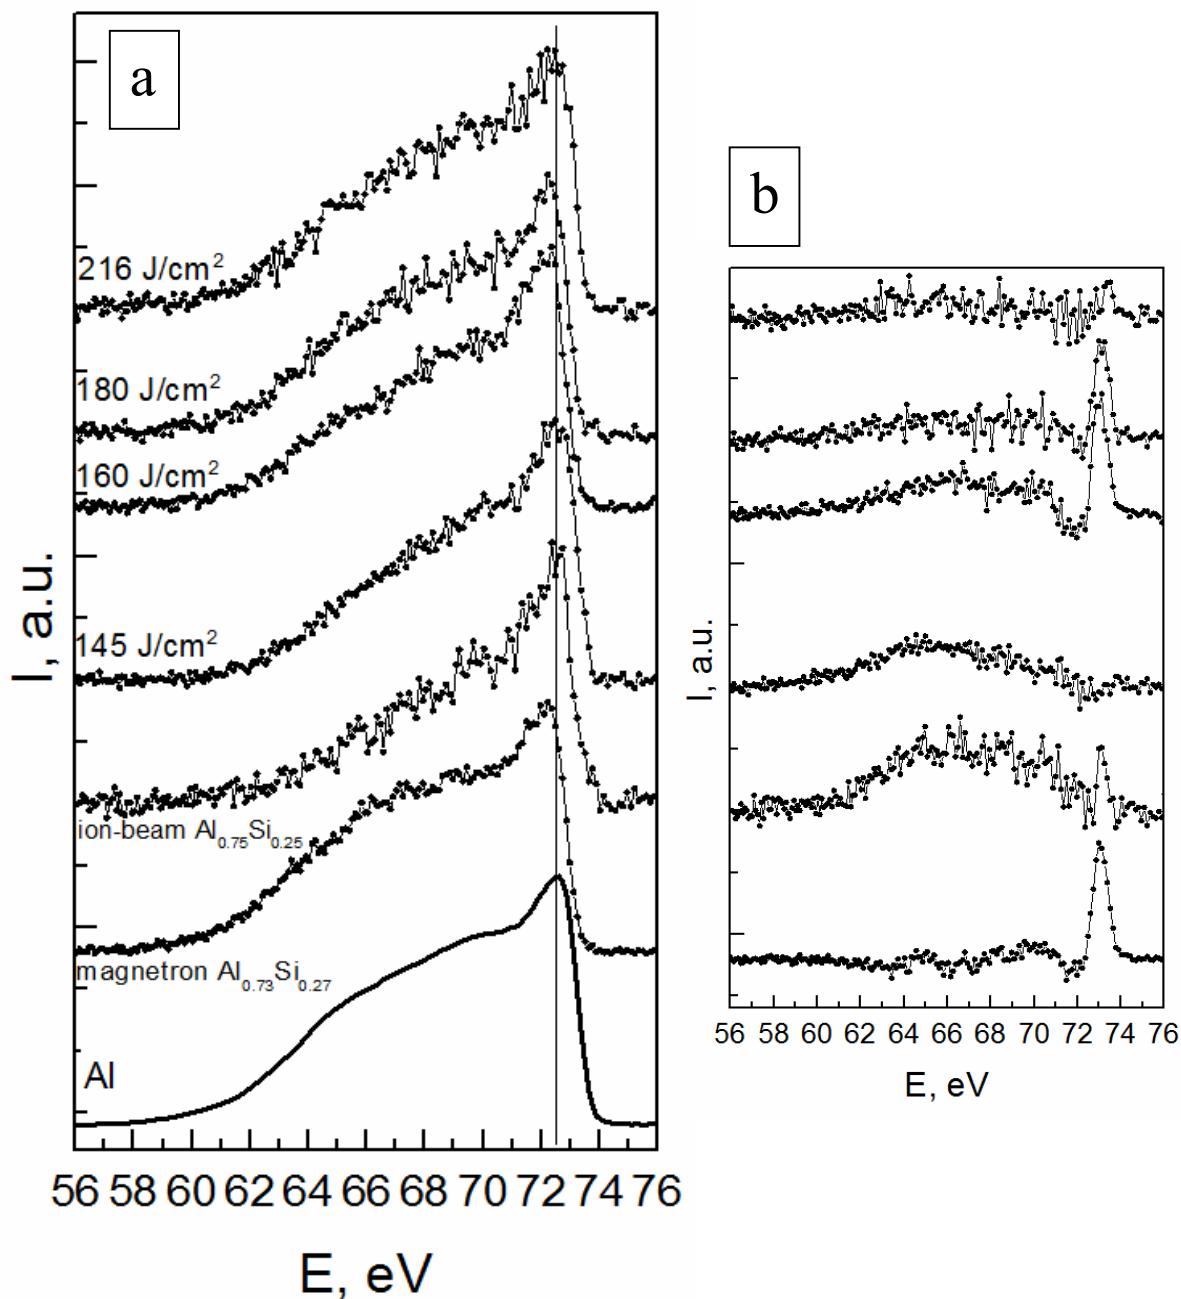 a
216 J/cm²
180 J/cm²
160 J/cm²
145 J/cm²
ion-beam Al₀.₇₅Si₀.₂₅
magnetron Al₀.₇₃Si₀.₂₇
Al
I, a.u.
56 58 60 62 64 66 68 70 72 74 76
E, eV
b
I, a.u.
56 58 60 62 64 66 68 70 72 74 76
E, eV